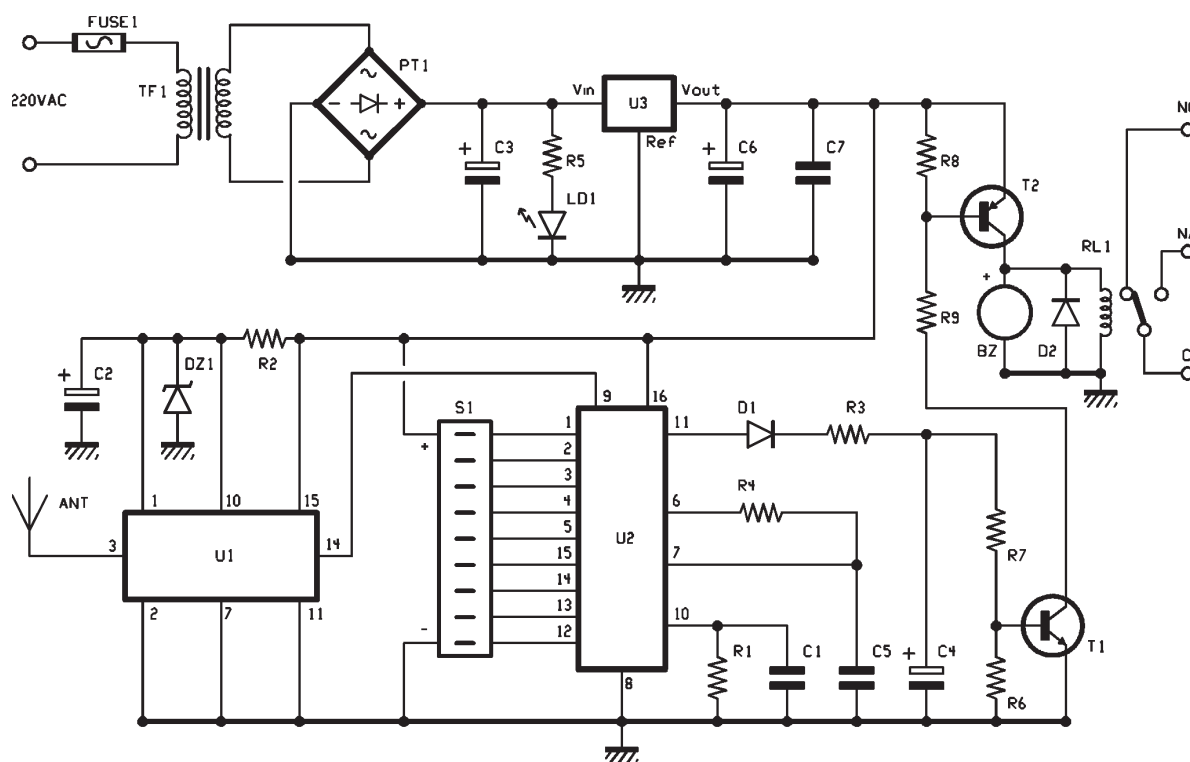 FUSE1
220VAC
TF1
PT1
~
- +
~
+
C3
R5
LD1
Vin
U3
Vout
Ref
+
C6
C7
R8
T2
R9
+
BZ
D2
RL1
+
C2
DZ1
R2
ANT
3
1
10
15
U1
14
2
7
11
S1
+
-
1
2
3
4
5
15
14
13
12
9
16
U2
8
11
6
7
10
D1
R3
R4
R1
C1
C5
+
C4
R7
R6
T1